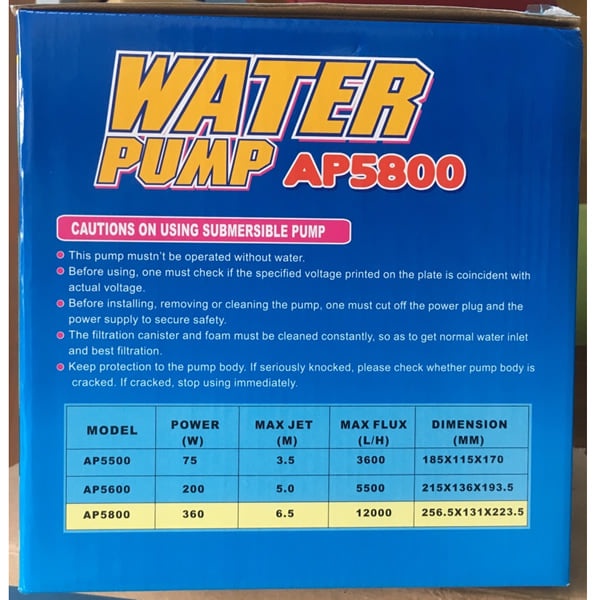 WATER
PUMP AP5800
CAUTIONS ON USING SUBMERSIBLE PUMP
This pump mustn't be operated without water.
Before using, one must check if the specified voltage printed on the plate is coincident with
actual voltage.
Before installing, removing or cleaning the pump, one must cut off the power plug and the
power supply to secure safety.
The filtration canister and foam must be cleaned constantly, so as to get normal water inlet
and best filtration.
Keep protection to the pump body. If seriously knocked, please check whether pump body is
cracked. If cracked, stop using immediately.
MODEL POWER (W) MAX JET (M) MAX FLUX (L/H) DIMENSION (MM)
AP5500 75 3.5 3600 185X115X170
AP5600 200 5.0 5500 215X136X193.5
AP5800 360 6.5 12000 256.5X131X223.5